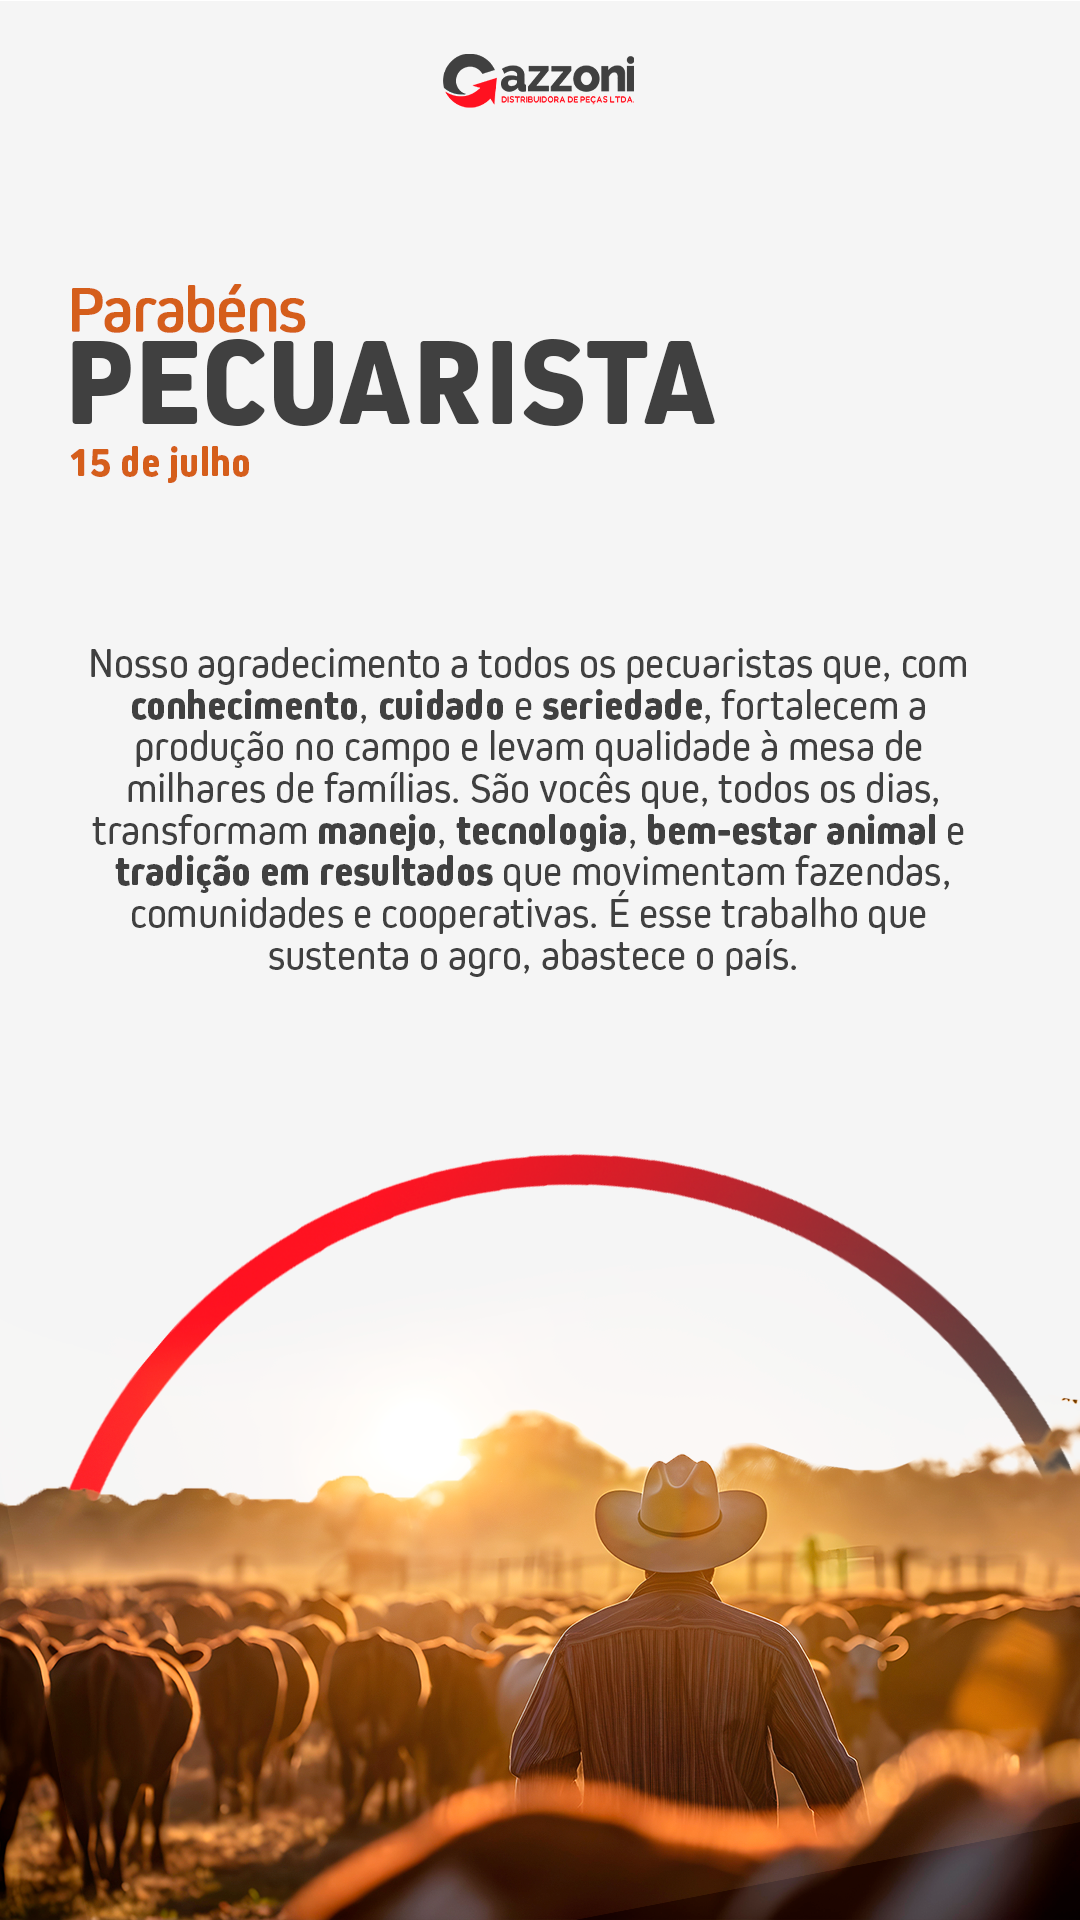 Gazzoni
DISTRIBUIDORA DE PEÇAS LTDA.
Parabéns
PECUARISTA
15 de julho
Nosso agradecimento a todos os pecuaristas que, com
conhecimento, cuidado e seriedade, fortalecem a
produção no campo e levam qualidade à mesa de
milhares de famílias. São vocês que, todos os dias,
transformam manejo, tecnologia, bem-estar animal e
tradição em resultados que movimentam fazendas,
comunidades e cooperativas. É esse trabalho que
sustenta o agro, abastece o país.